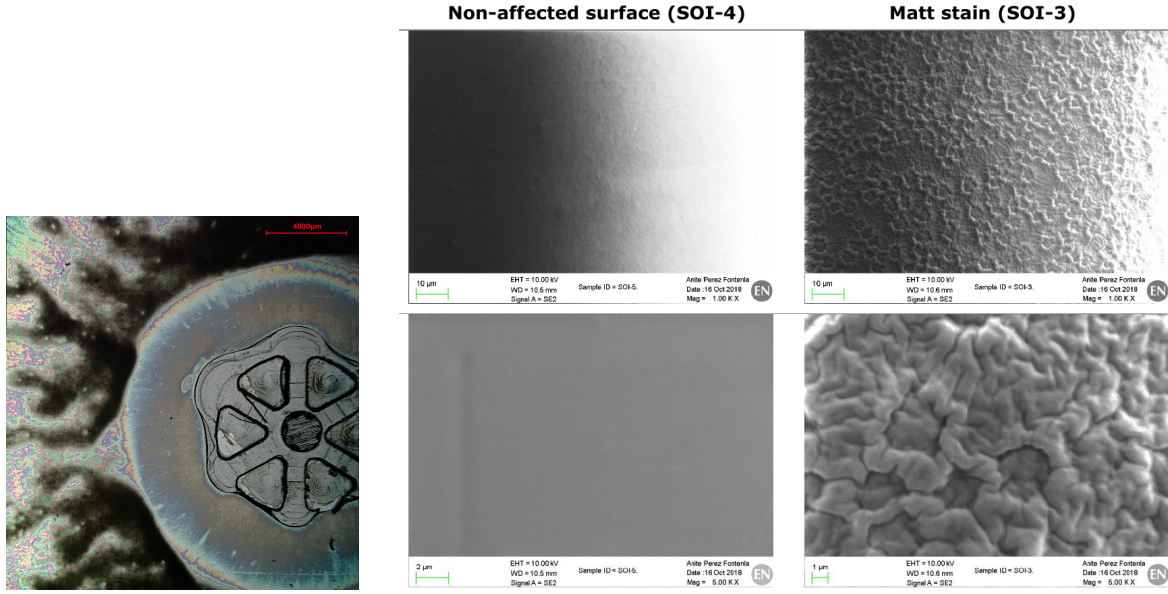 Non-affected surface (SOI-4)
Matt stain (SOI-3)
4000µm
10 µm
EHT = 10.00 kV
WD = 10.5 mm
Signal A = SE2
Sample ID = SOI-5.
Anite Perez Fontenla
Date :16 Oct 2018
Mag = 1.00 K X
EN
10 µm
EHT = 10.00 kV
WD = 10.6 mm
Signal A = SE2
Sample ID = SOI-3.
Anite Perez Fontenla
Date :16 Oct 2018
Mag = 1.00 K X
EN
2 µm
EHT = 10.00 kV
WD = 10.5 mm
Signal A = SE2
Sample ID = SOI-5.
Anite Perez Fontenla
Date :16 Oct 2018
Mag = 5.00 K X
EN
1 µm
EHT = 10.00 kV
WD = 10.6 mm
Signal A = SE2
Sample ID = SOI-3.
Anite Perez Fontenla
Date :16 Oct 2018
Mag = 5.00 K X
EN